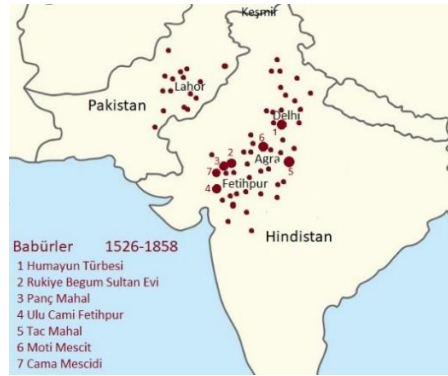 Keşmir
Lahor
Pakistan
Delhi
1
6
Agra
2
3
5
7
Fetihpur
4
Hindistan
Babürler 1526-1858
1 Humayun Türbesi
2 Rukiye Begum Sultan Evi
3 Panç Mahal
4 Ulu Cami Fetihpur
5 Tac Mahal
6 Moti Mescit
7 Cama Mescidi